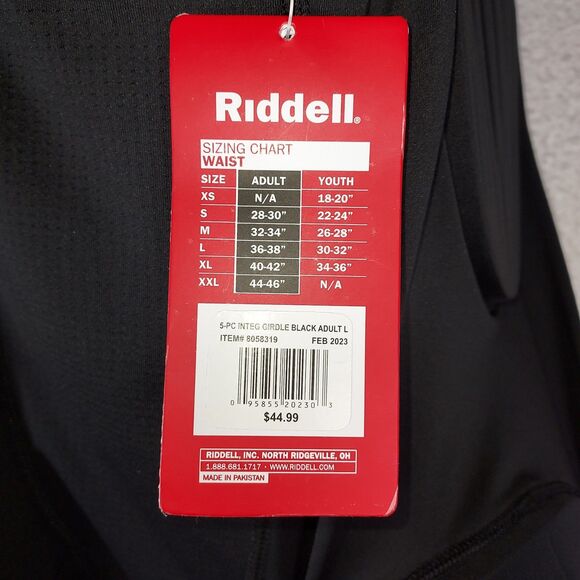 Riddell®
SIZING CHART
WAIST
SIZE ADULT YOUTH
XS N/A 18-20"
S 28-30" 22-24"
M 32-34" 26-28"
L 36-38" 30-32"
XL 40-42" 34-36"
XXL 44-46" N/A
5-PC INTEG GIRDLE BLACK ADULT L
ITEM# 8058319 FEB 2023
0 95855 20230 3
$44.99
RIDDELL, INC. NORTH RIDGEVILLE, OH
1.888.681.1717 · WWW.RIDDELL.COM
MADE IN PAKISTAN